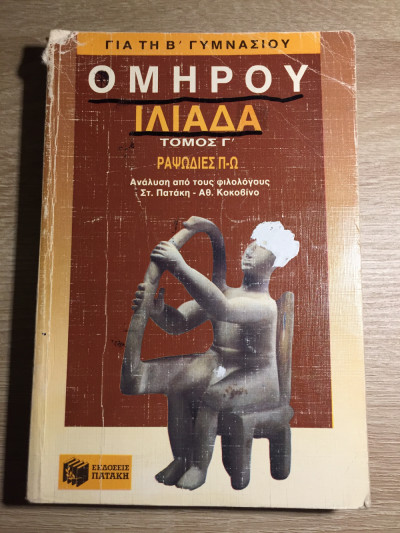 ΓΙΑ ΤΗ Β' ΓΥΜΝΑΣΙΟΥ
ΟΜΗΡΟΥ
ΙΛΙΑΔΑ
ΤΟΜΟΣ Γ'
ΡΑΨΩΔΙΕΣ Π-Ω
Ανάλυση από τους φιλολόγους
Στ. Πατάκη - Αθ. Κοκοβίνο
ΕΚΔΟΣΕΙΣ
ΠΑΤΑΚΗ